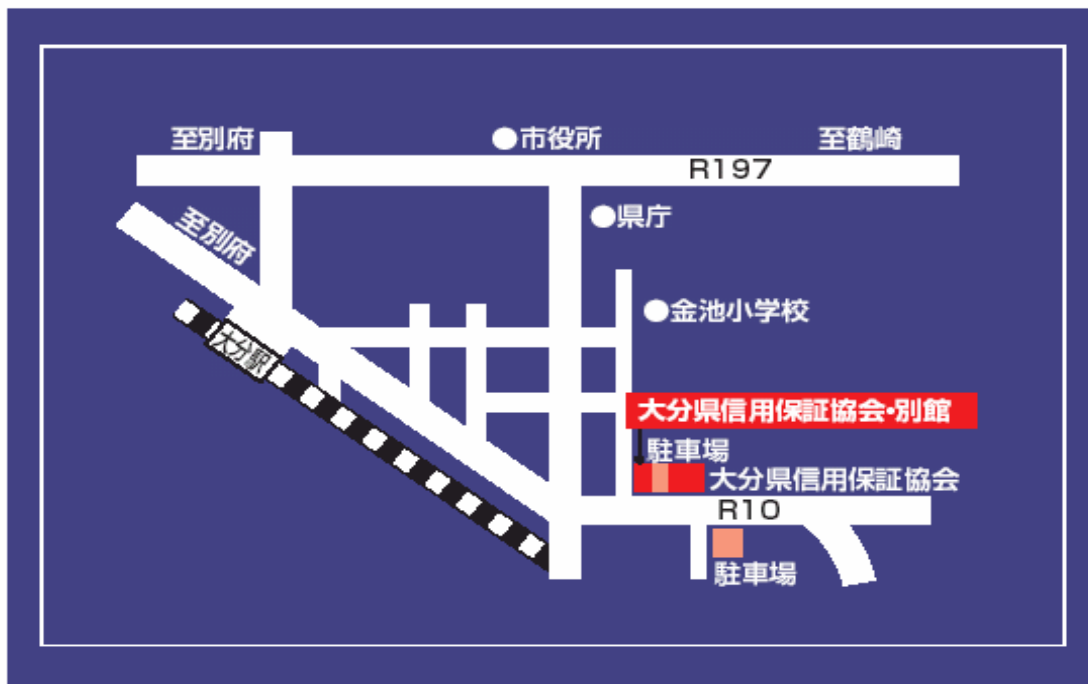 至別府
●市役所
至鶴崎
R197
●県庁
至別府
●金池小学校
大分駅
大分県信用保証協会・別館
駐車場
大分県信用保証協会
R10
駐車場